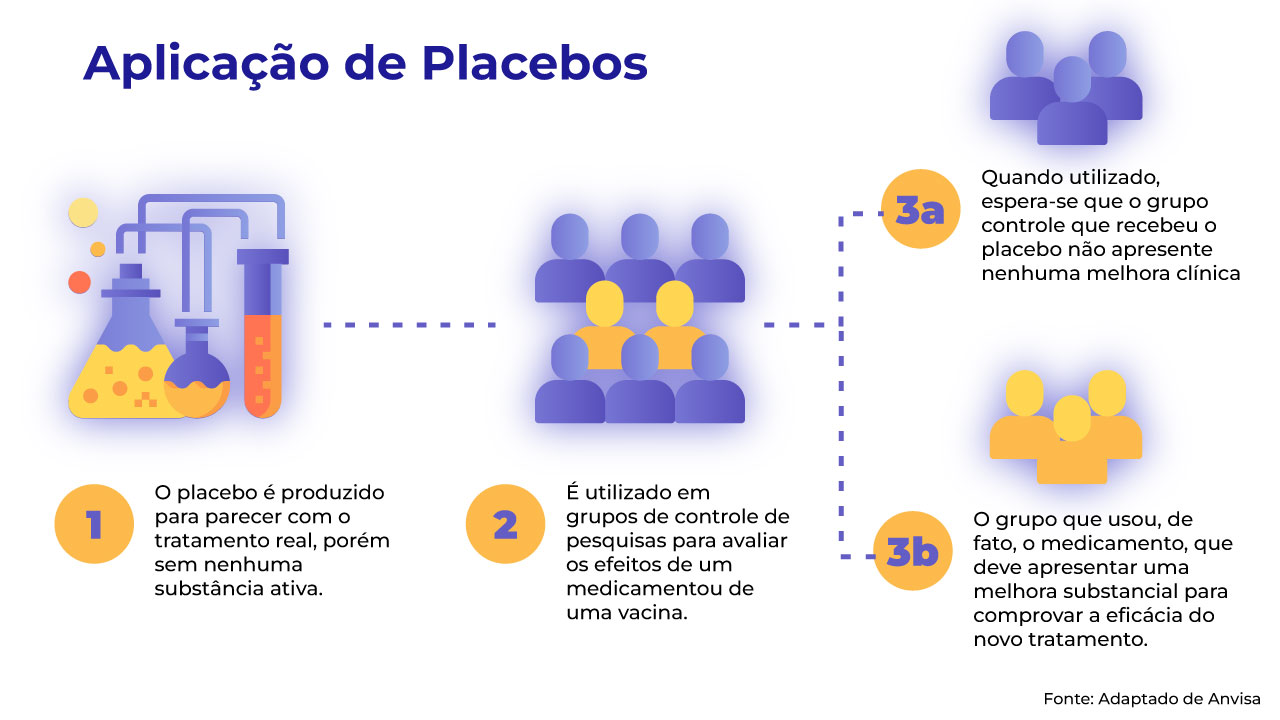 Aplicação de Placebos
1
O placebo é produzido
para parecer com o
tratamento real, porém
sem nenhuma
substância ativa.
2
É utilizado em
grupos de controle de
pesquisas para avaliar
os efeitos de um
medicamentou de
uma vacina.
3a
Quando utilizado,
espera-se que o grupo
controle que recebeu o
placebo não apresente
nenhuma melhora clínica
3b
O grupo que usou, de
fato, o medicamento, que
deve apresentar uma
melhora substancial para
comprovar a eficácia do
novo tratamento.
Fonte: Adaptado de Anvisa